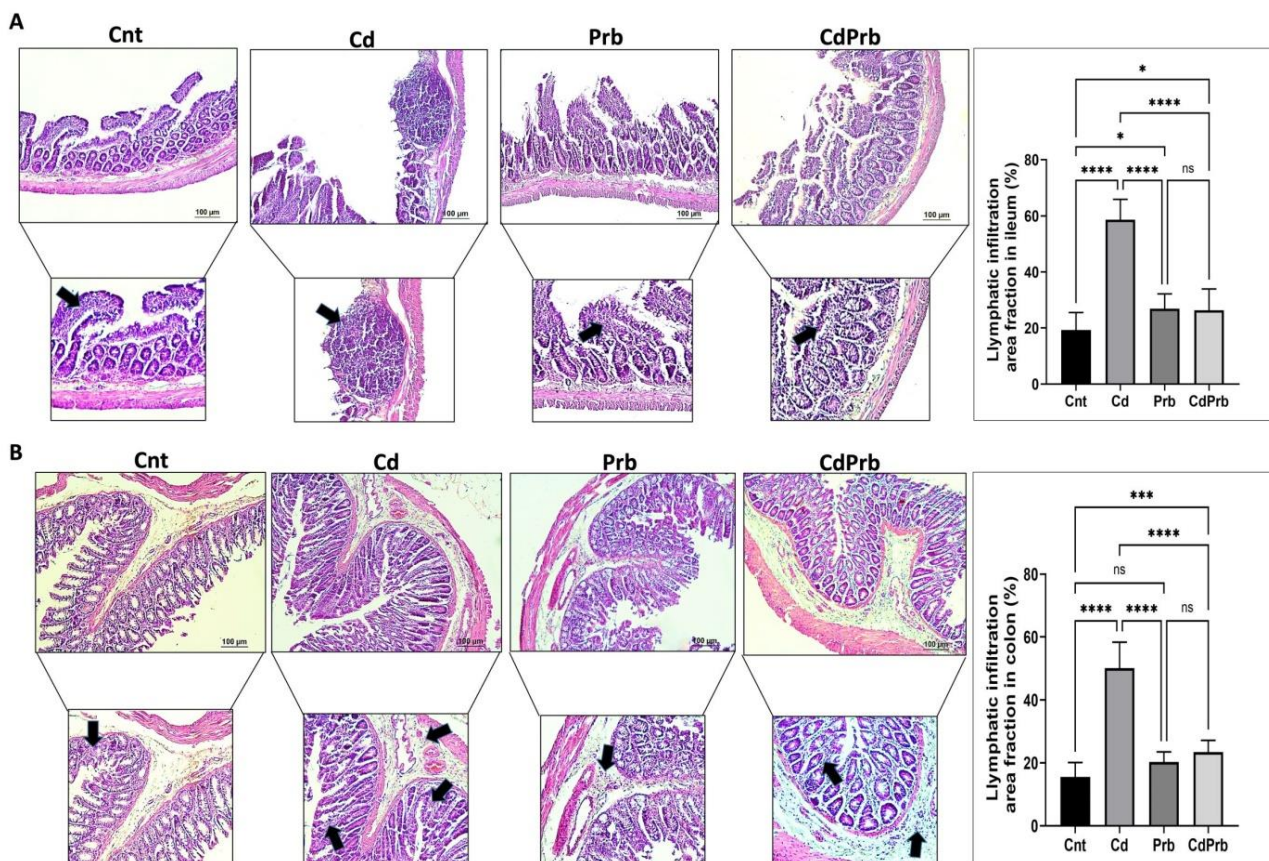 A
Cnt
Cd
Prb
CdPrb
100 µm
100 µm
100 µm
100 µm
Llymphatic infiltration
area fraction in ileum (%)
80
60
40
20
0
*
****
*
****
****
ns
Cnt
Cd
Prb
CdPrb
B
Cnt
Cd
Prb
CdPrb
100 µm
100 µm
100 µm
100 µm
Llymphatic infiltration
area fraction in colon (%)
80
60
40
20
0
***
****
ns
****
****
ns
Cnt
Cd
Prb
CdPrb